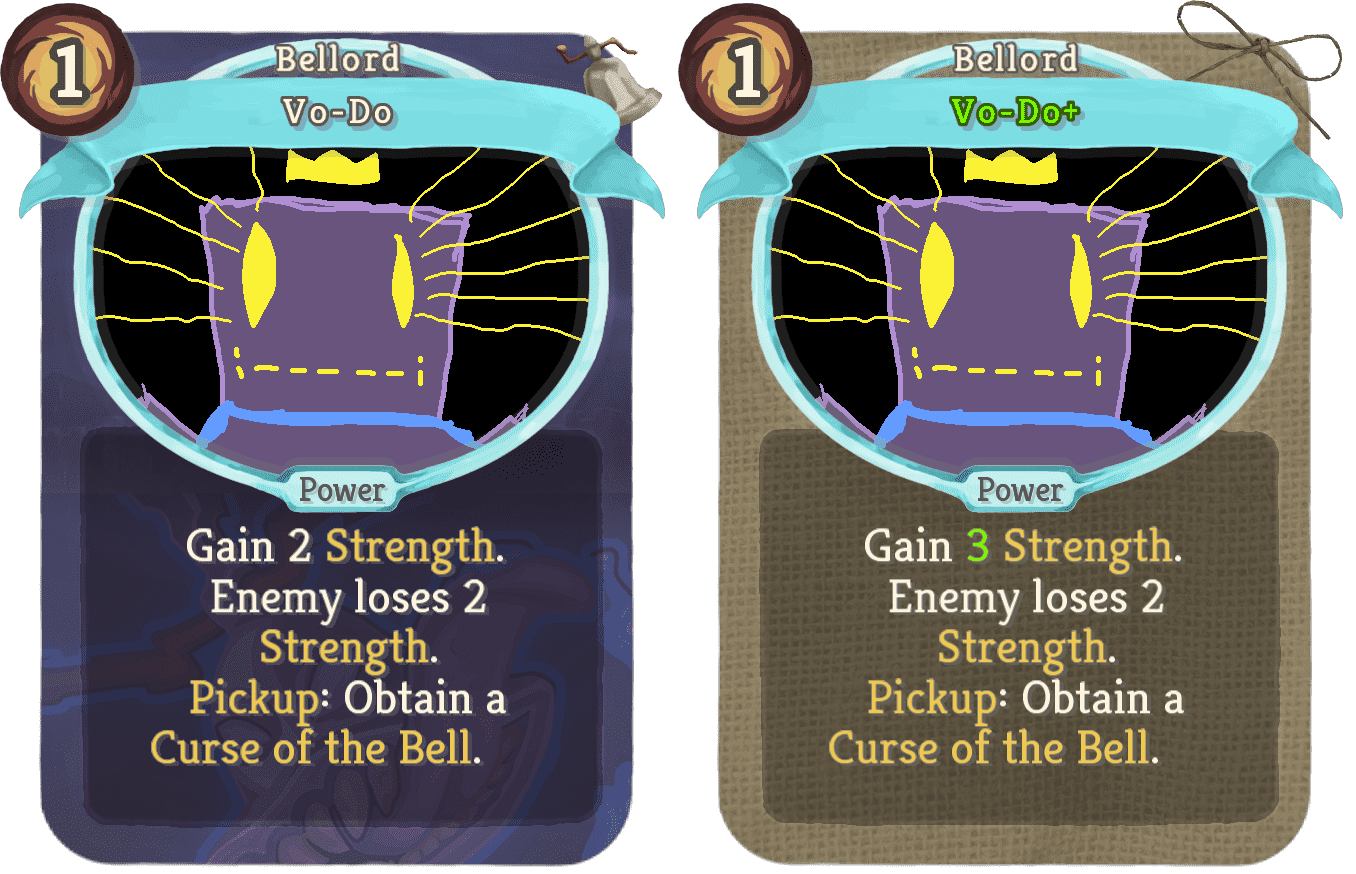 1
Bellord
Vo-Do
Power
Gain 2 Strength.
Enemy loses 2
Strength.
Pickup: Obtain a
Curse of the Bell.
1
Bellord
Vo-Do+
Power
Gain 3 Strength.
Enemy loses 2
Strength.
Pickup: Obtain a
Curse of the Bell.